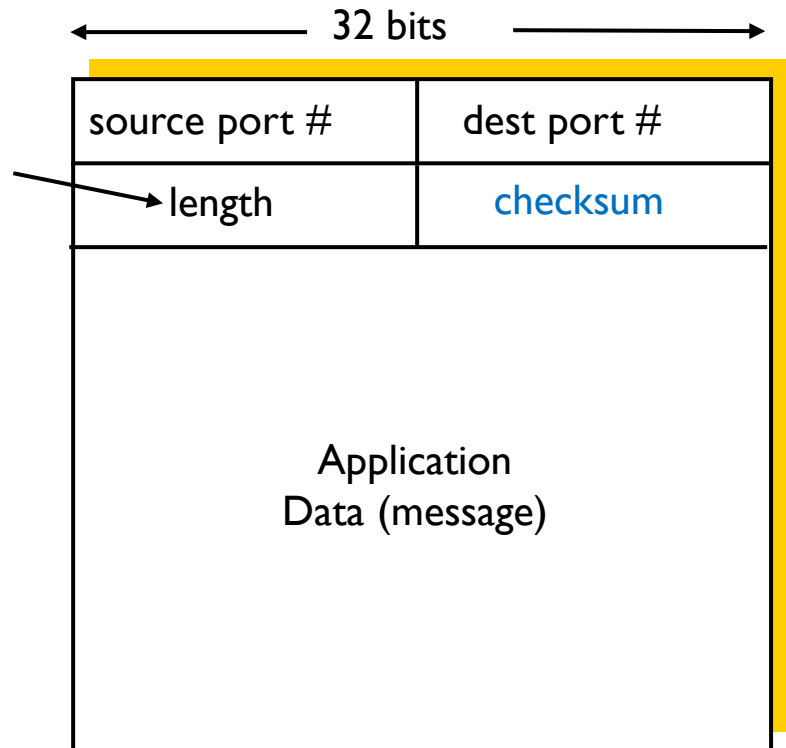 32 bits
source port # dest port #
length checksum
Application
Data (message)